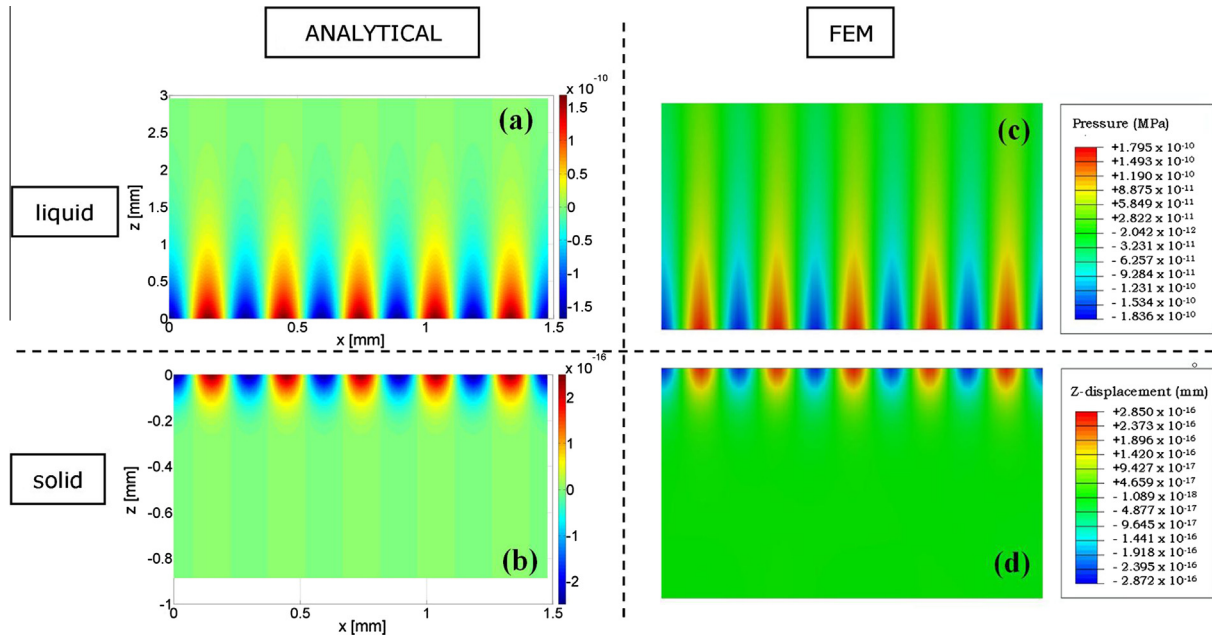 ANALYTICAL
FEM
liquid
solid
(a)
x 10⁻¹⁰
1.5
1
0.5
0
-0.5
-1
-1.5
3
2.5
2
1.5
1
0.5
0
z [mm]
0
0.5
1
1.5
x [mm]
(c)
Pressure (MPa)
+1.795 x 10⁻¹⁰
+1.493 x 10⁻¹⁰
+1.190 x 10⁻¹⁰
+8.875 x 10⁻¹¹
+5.849 x 10⁻¹¹
+2.822 x 10⁻¹¹
- 2.042 x 10⁻¹²
- 3.231 x 10⁻¹¹
- 6.257 x 10⁻¹¹
- 9.284 x 10⁻¹¹
- 1.231 x 10⁻¹⁰
- 1.534 x 10⁻¹⁰
- 1.836 x 10⁻¹⁰
(b)
x 10⁻¹⁶
2
1
0
-1
-2
0
-0.2
-0.4
-0.6
-0.8
-1
z [mm]
0
0.5
1
1.5
x [mm]
(d)
Z-displacement (mm)
+2.850 x 10⁻¹⁶
+2.373 x 10⁻¹⁶
+1.896 x 10⁻¹⁶
+1.420 x 10⁻¹⁶
+9.427 x 10⁻¹⁷
+4.659 x 10⁻¹⁷
- 1.089 x 10⁻¹⁸
- 4.877 x 10⁻¹⁷
- 9.645 x 10⁻¹⁷
- 1.441 x 10⁻¹⁶
- 1.918 x 10⁻¹⁶
- 2.395 x 10⁻¹⁶
- 2.872 x 10⁻¹⁶